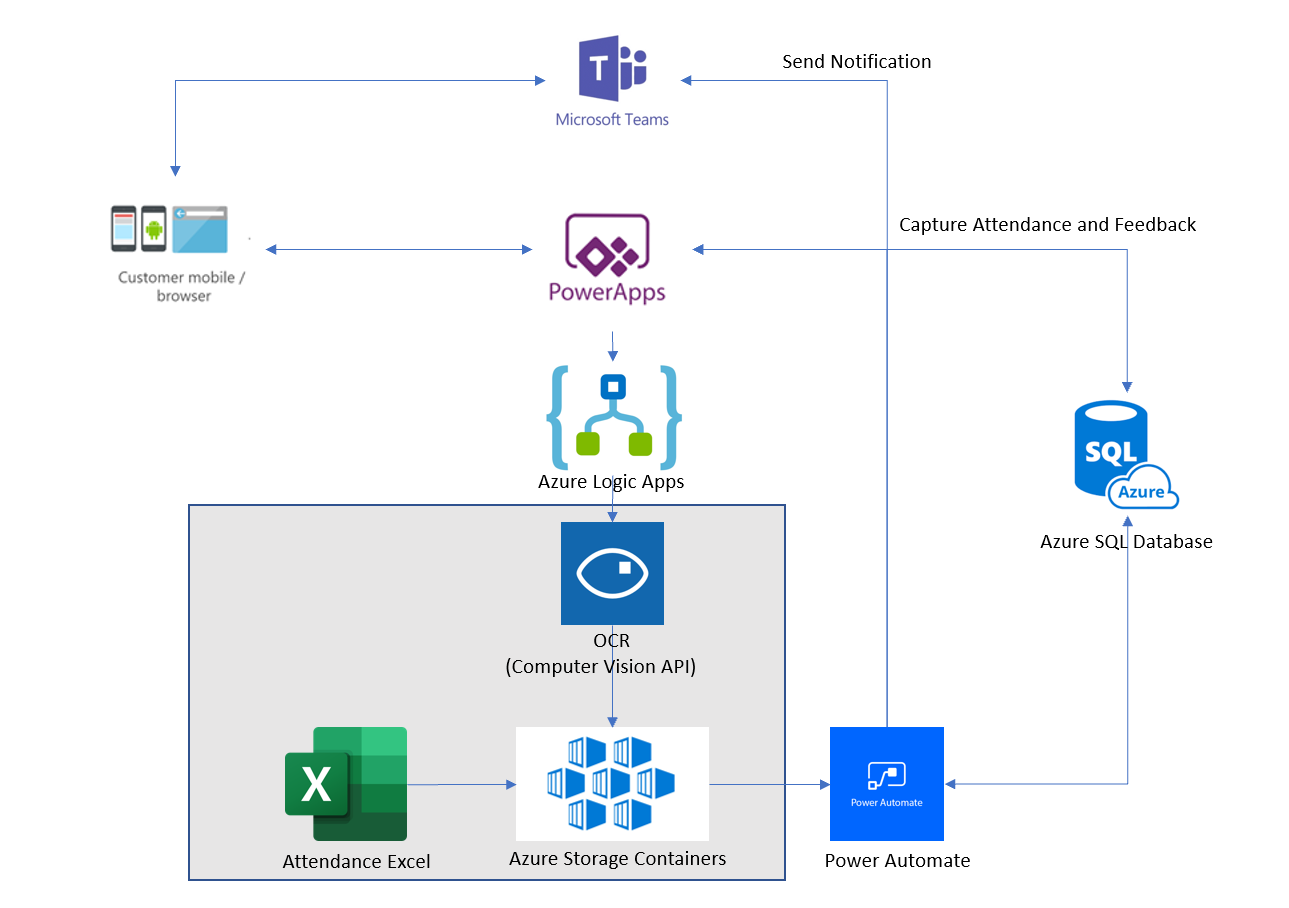 Send Notification
T
Microsoft Teams
Capture Attendance and Feedback
Customer mobile /
browser
PowerApps
SQL
Azure
Azure Logic Apps
Azure SQL Database
OCR
(Computer Vision API)
X
Power Automate
Attendance Excel
Azure Storage Containers
Power Automate